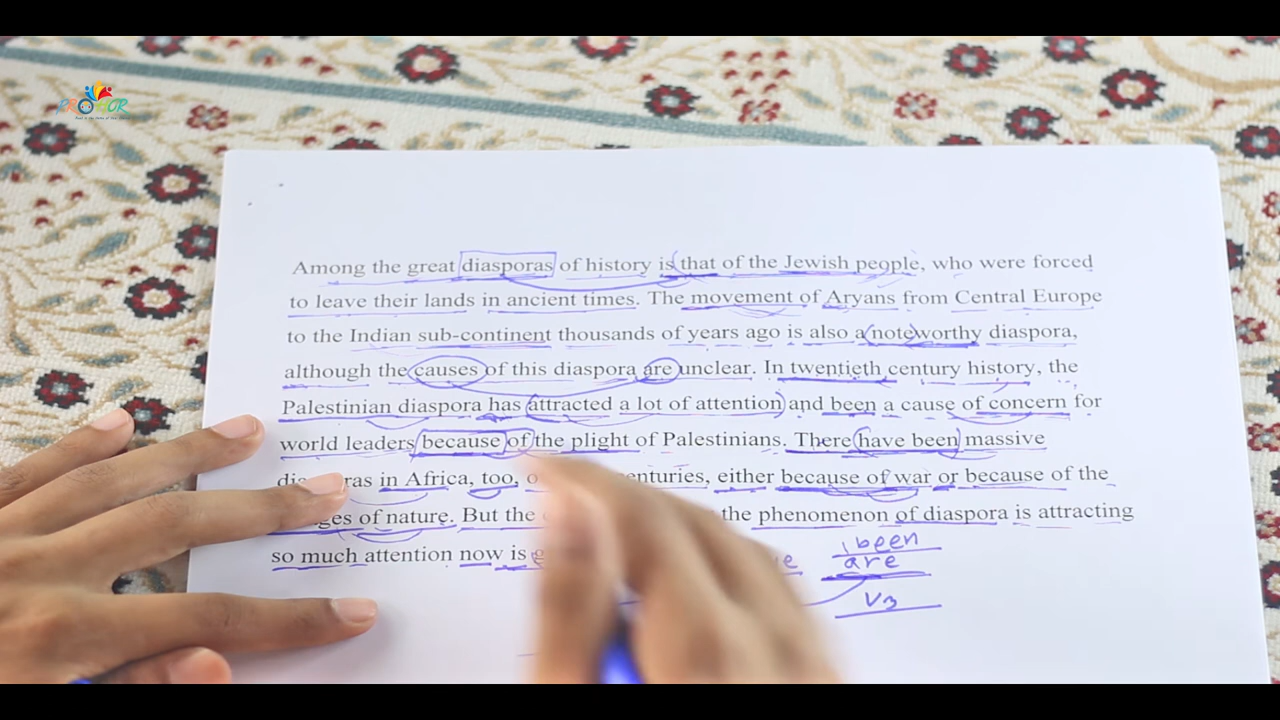 PROHOR
Among the great diasporas of history is that of the Jewish people, who were forced
to leave their lands in ancient times. The movement of Aryans from Central Europe
to the Indian sub-continent thousands of years ago is also a noteworthy diaspora,
although the causes of this diaspora are unclear. In twentieth century history, the
Palestinian diaspora has attracted a lot of attention and been a cause of concern for
world leaders because of the plight of Palestinians. There have been massive
in Africa, too, either because of war or because of the
of nature. But the the phenomenon of diaspora is attracting
so much attention now is
been
are
V3